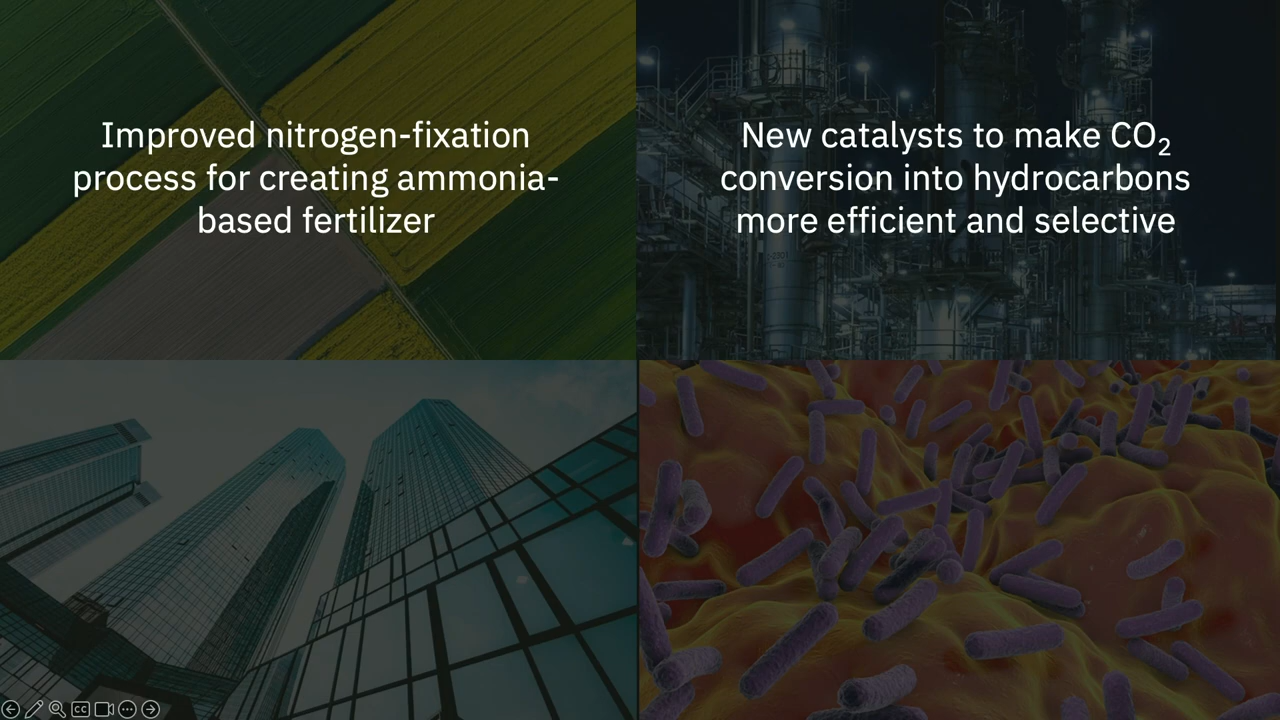 Improved nitrogen-fixation
process for creating ammonia-
based fertilizer
New catalysts to make CO₂
conversion into hydrocarbons
more efficient and selective
CC